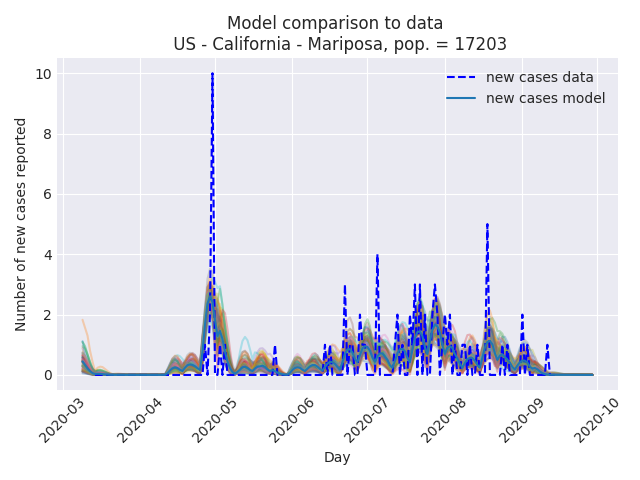 Model comparison to data
US - California - Mariposa, pop. = 17203
new cases data
new cases model
Number of new cases reported
10
8
6
4
2
0
2020-03
2020-04
2020-05
2020-06
2020-07
2020-08
2020-09
2020-10
Day